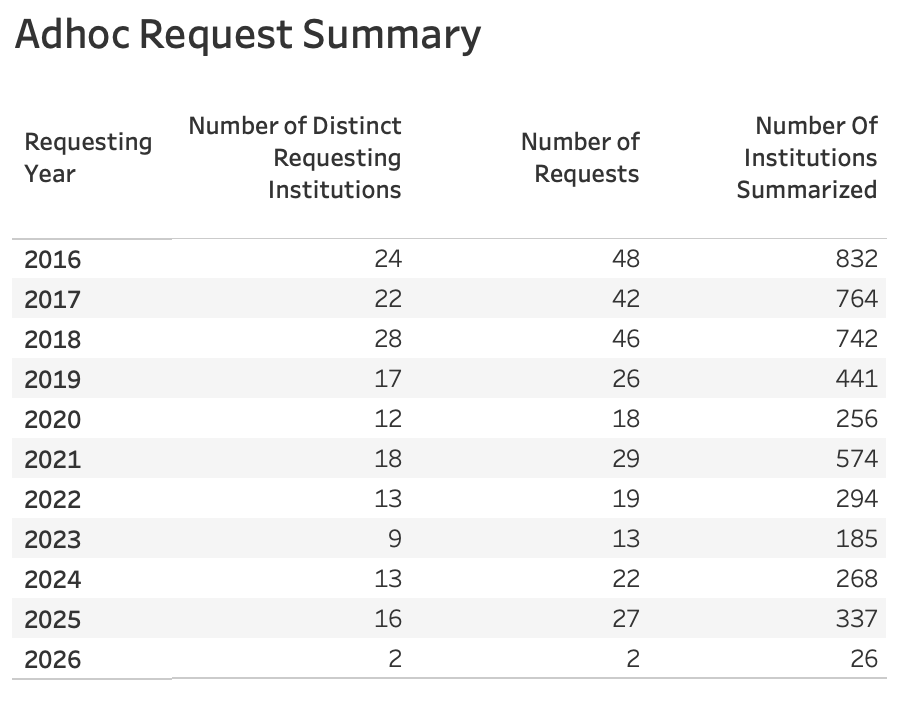 Adhoc Request Summary
Requesting Year Number of Distinct Requesting Institutions Number of Requests Number Of Institutions Summarized
2016 24 48 832
2017 22 42 764
2018 28 46 742
2019 17 26 441
2020 12 18 256
2021 18 29 574
2022 13 19 294
2023 9 13 185
2024 13 22 268
2025 16 27 337
2026 2 2 26